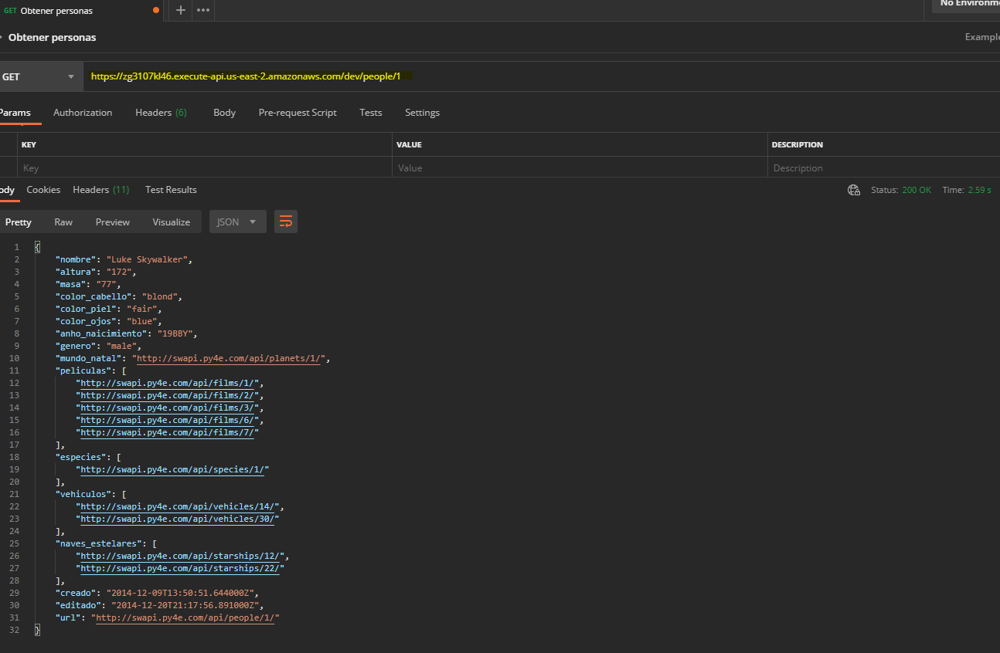 GET Obtener personas
No Environm
Obtener personas
Example
GET https://zg3107kl46.execute-api.us-east-2.amazonaws.com/dev/people/1
Params Authorization Headers (6) Body Pre-request Script Tests Settings
KEY VALUE DESCRIPTION
Key Value Description
ody Cookies Headers (11) Test Results Status: 200 OK Time: 2.59 s
Pretty Raw Preview Visualize JSON
1 {
2 "nombre": "Luke Skywalker",
3 "altura": "172",
4 "masa": "77",
5 "color_cabello": "blond",
6 "color_piel": "fair",
7 "color_ojos": "blue",
8 "anho_naicimiento": "19BBY",
9 "genero": "male",
10 "mundo_natal": "http://swapi.py4e.com/api/planets/1/",
11 "peliculas": [
12 "http://swapi.py4e.com/api/films/1/",
13 "http://swapi.py4e.com/api/films/2/",
14 "http://swapi.py4e.com/api/films/3/",
15 "http://swapi.py4e.com/api/films/6/",
16 "http://swapi.py4e.com/api/films/7/"
17 ],
18 "especies": [
19 "http://swapi.py4e.com/api/species/1/"
20 ],
21 "vehiculos": [
22 "http://swapi.py4e.com/api/vehicles/14/",
23 "http://swapi.py4e.com/api/vehicles/30/"
24 ],
25 "naves_estelares": [
26 "http://swapi.py4e.com/api/starships/12/",
27 "http://swapi.py4e.com/api/starships/22/"
28 ],
29 "creado": "2014-12-09T13:50:51.644000Z",
30 "editado": "2014-12-20T21:17:56.891000Z",
31 "url": "http://swapi.py4e.com/api/people/1/"
32 }